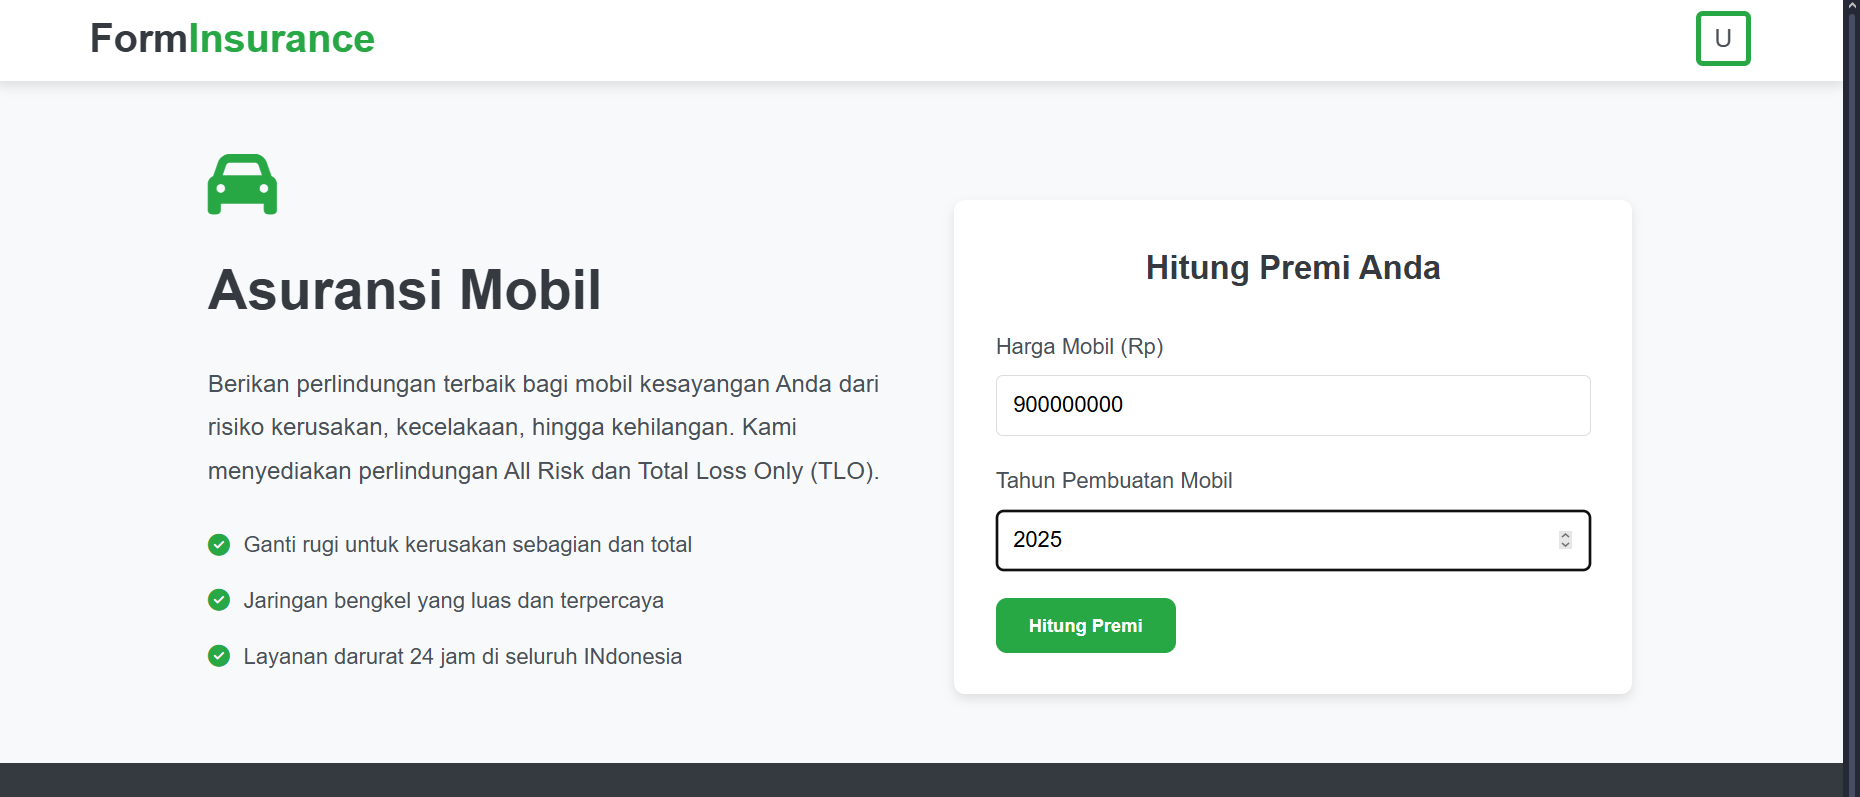 FormInsurance
U
Asuransi Mobil
Berikan perlindungan terbaik bagi mobil kesayangan Anda dari
risiko kerusakan, kecelakaan, hingga kehilangan. Kami
menyediakan perlindungan All Risk dan Total Loss Only (TLO).
Ganti rugi untuk kerusakan sebagian dan total
Jaringan bengkel yang luas dan terpercaya
Layanan darurat 24 jam di seluruh INdonesia
Hitung Premi Anda
Harga Mobil (Rp)
900000000
Tahun Pembuatan Mobil
2025
Hitung Premi